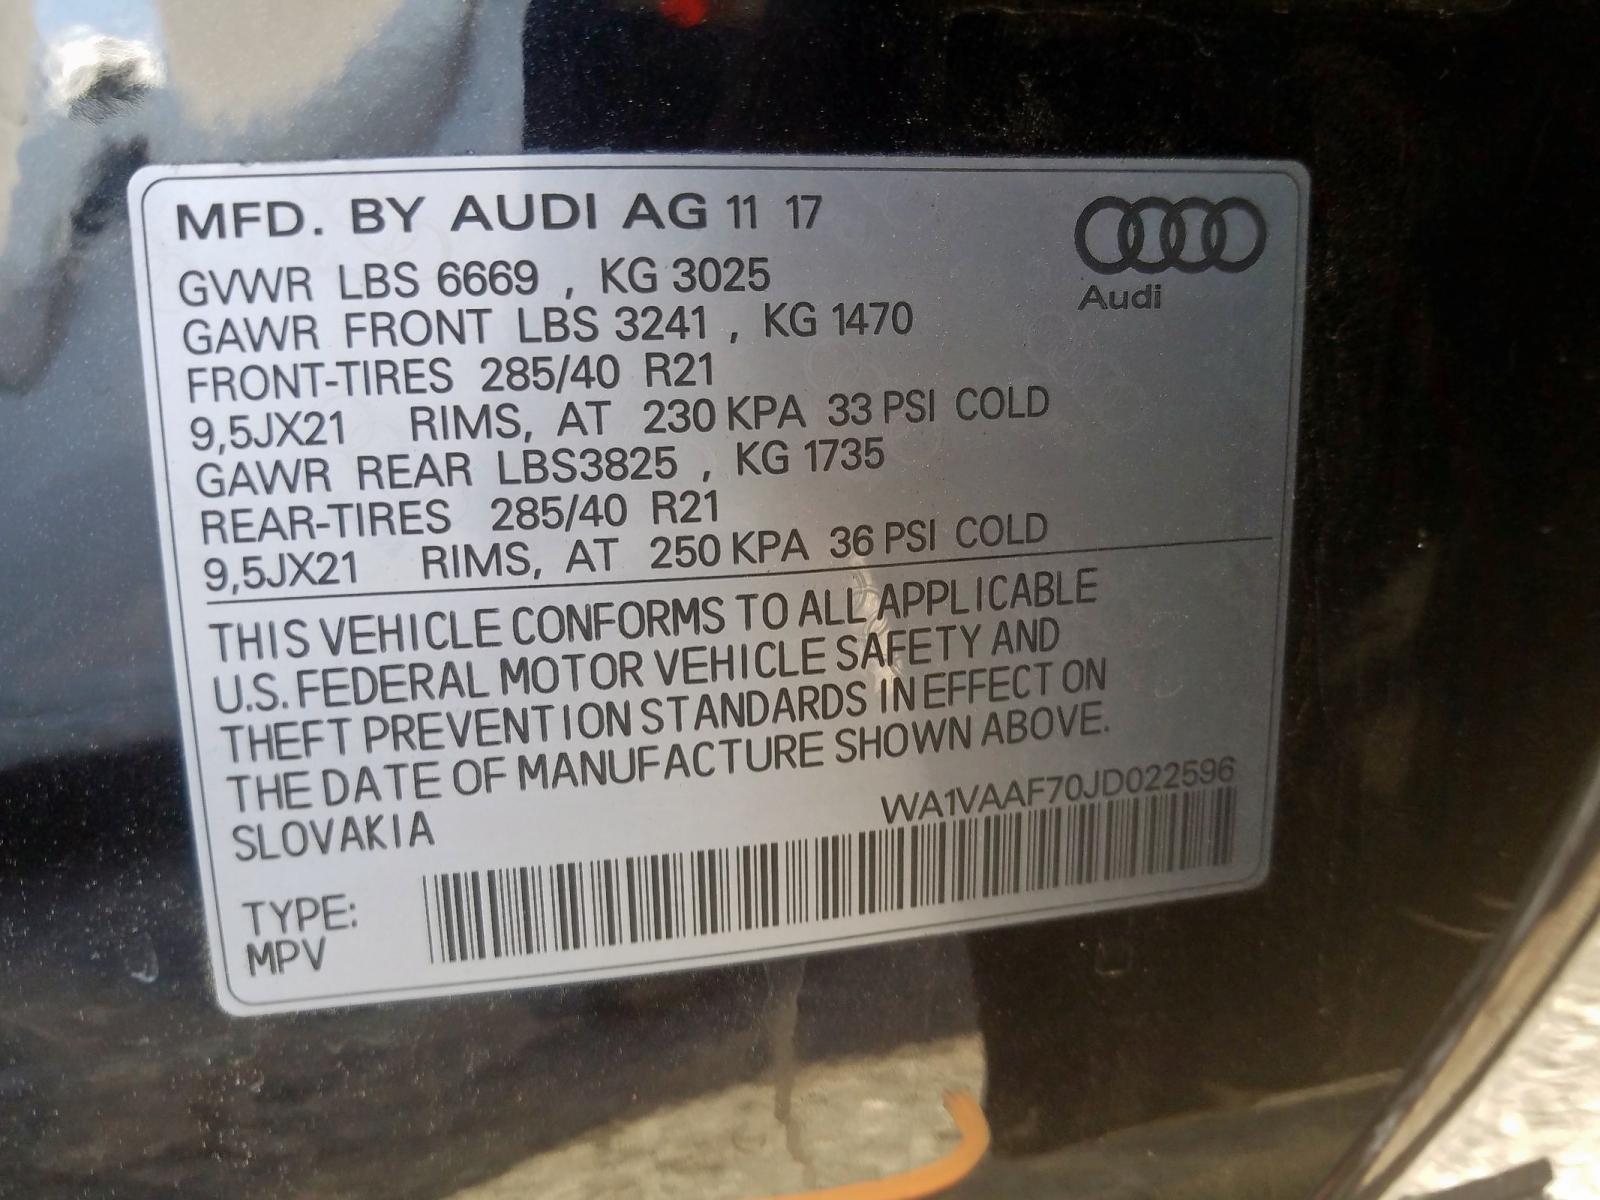 MFD. BY AUDI AG 11 17
Audi
GVWR LBS 6669 , KG 3025
GAWR FRONT LBS 3241 , KG 1470
FRONT-TIRES 285/40 R21
9,5JX21 RIMS, AT 230 KPA 33 PSI COLD
GAWR REAR LBS3825 , KG 1735
REAR-TIRES 285/40 R21
9,5JX21 RIMS, AT 250 KPA 36 PSI COLD
THIS VEHICLE CONFORMS TO ALL APPLICABLE
U.S. FEDERAL MOTOR VEHICLE SAFETY AND
THEFT PREVENTION STANDARDS IN EFFECT ON
THE DATE OF MANUFACTURE SHOWN ABOVE.
SLOVAKIA
WA1VAAF70JD022596
TYPE:
MPV